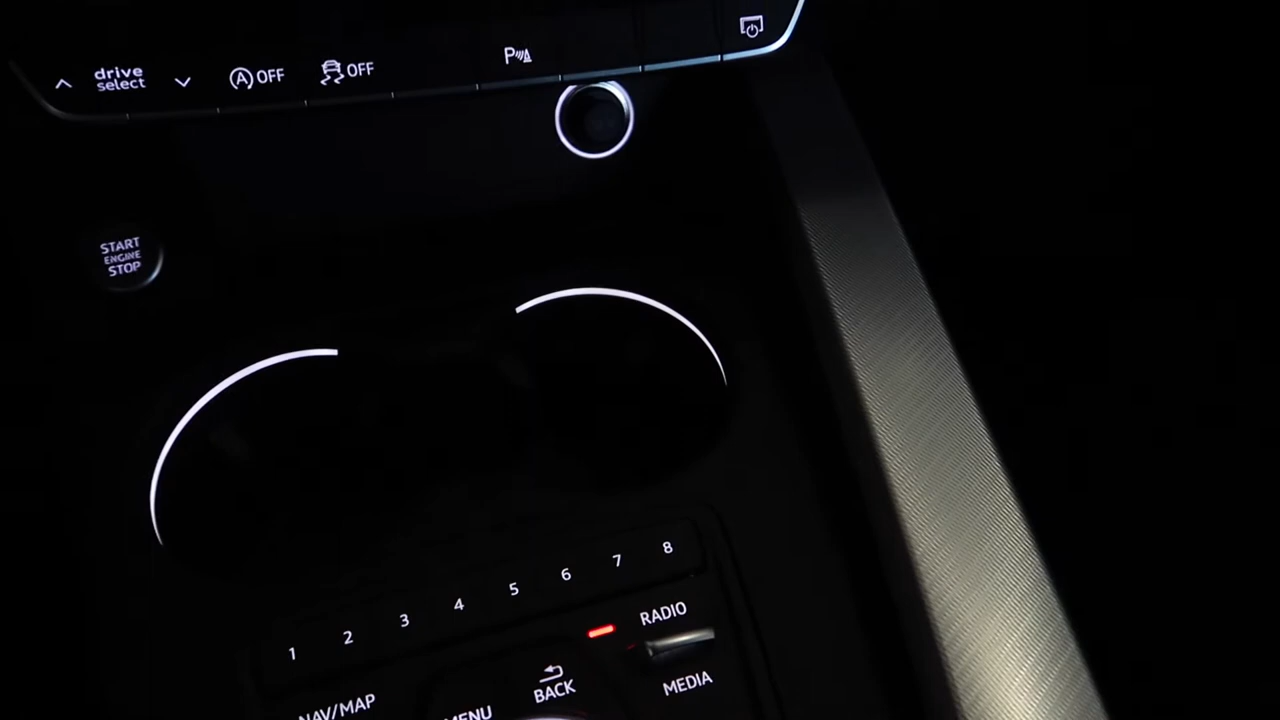 drive
select
A OFF
OFF
P
START
ENGINE
STOP
1 2 3 4 5 6 7 8
RADIO
NAV/MAP
MENU
BACK
MEDIA